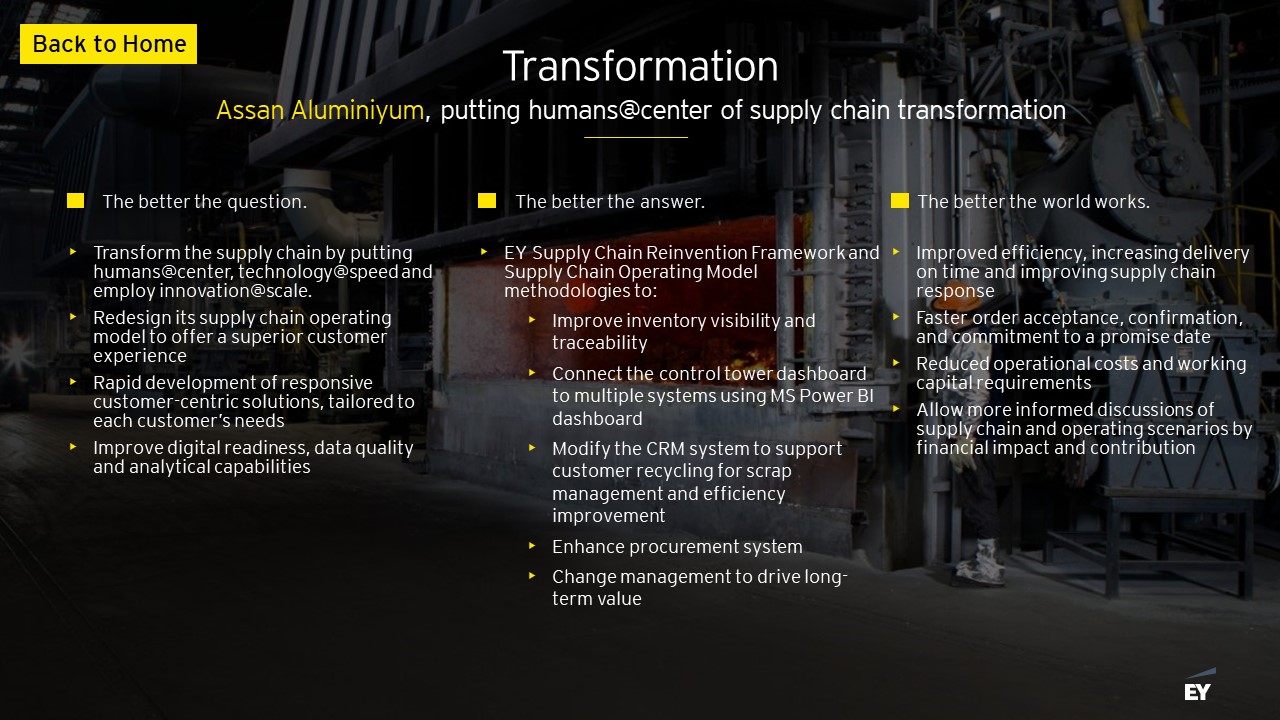 Back to Home
Transformation
Assan Aluminiyum, putting humans@center of supply chain transformation
The better the question.
Transform the supply chain by putting
humans@center, technology@speed and
employ innovation@scale.
Redesign its supply chain operating
model to offer a superior customer
experience
Rapid development of responsive
customer-centric solutions, tailored to
each customer’s needs
Improve digital readiness, data quality
and analytical capabilities
The better the answer.
EY Supply Chain Reinvention Framework and
Supply Chain Operating Model
methodologies to:
Improve inventory visibility and
traceability
Connect the control tower dashboard
to multiple systems using MS Power BI
dashboard
Modify the CRM system to support
customer recycling for scrap
management and efficiency
improvement
Enhance procurement system
Change management to drive long-
term value
The better the world works.
Improved efficiency, increasing delivery
on time and improving supply chain
response
Faster order acceptance, confirmation,
and commitment to a promise date
Reduced operational costs and working
capital requirements
Allow more informed discussions of
supply chain and operating scenarios by
financial impact and contribution
EY